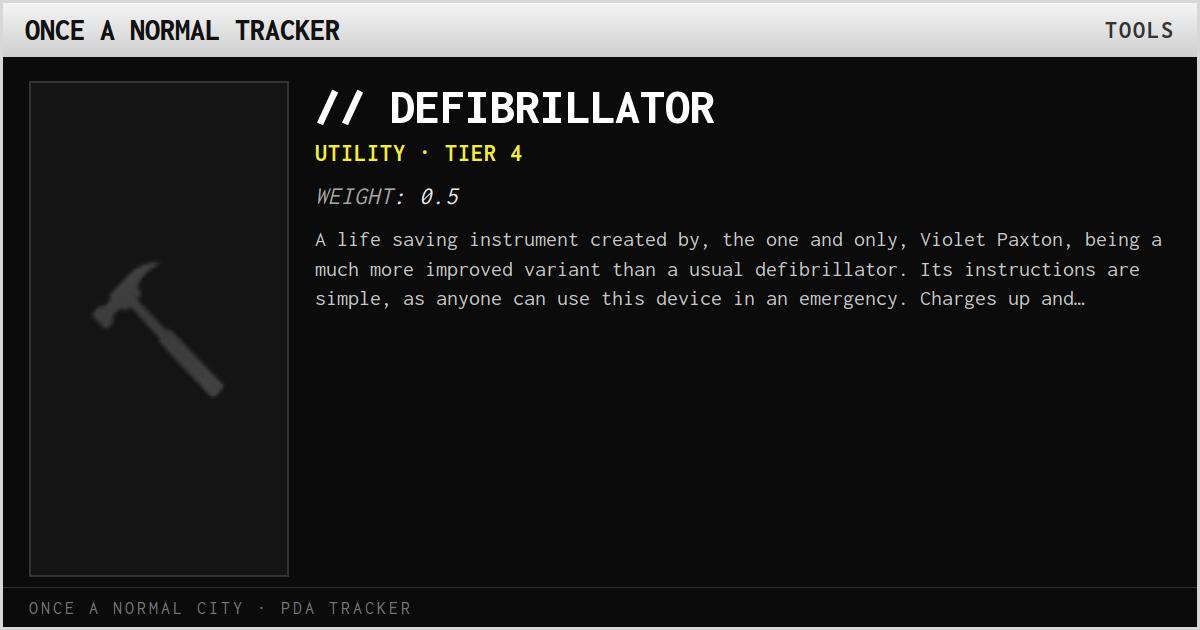 ONCE A NORMAL TRACKER
TOOLS
// DEFIBRILLATOR
UTILITY · TIER 4
WEIGHT: 0.5
A life saving instrument created by, the one and only, Violet Paxton, being a
much more improved variant than a usual defibrillator. Its instructions are
simple, as anyone can use this device in an emergency. Charges up and…
ONCE A NORMAL CITY · PDA TRACKER